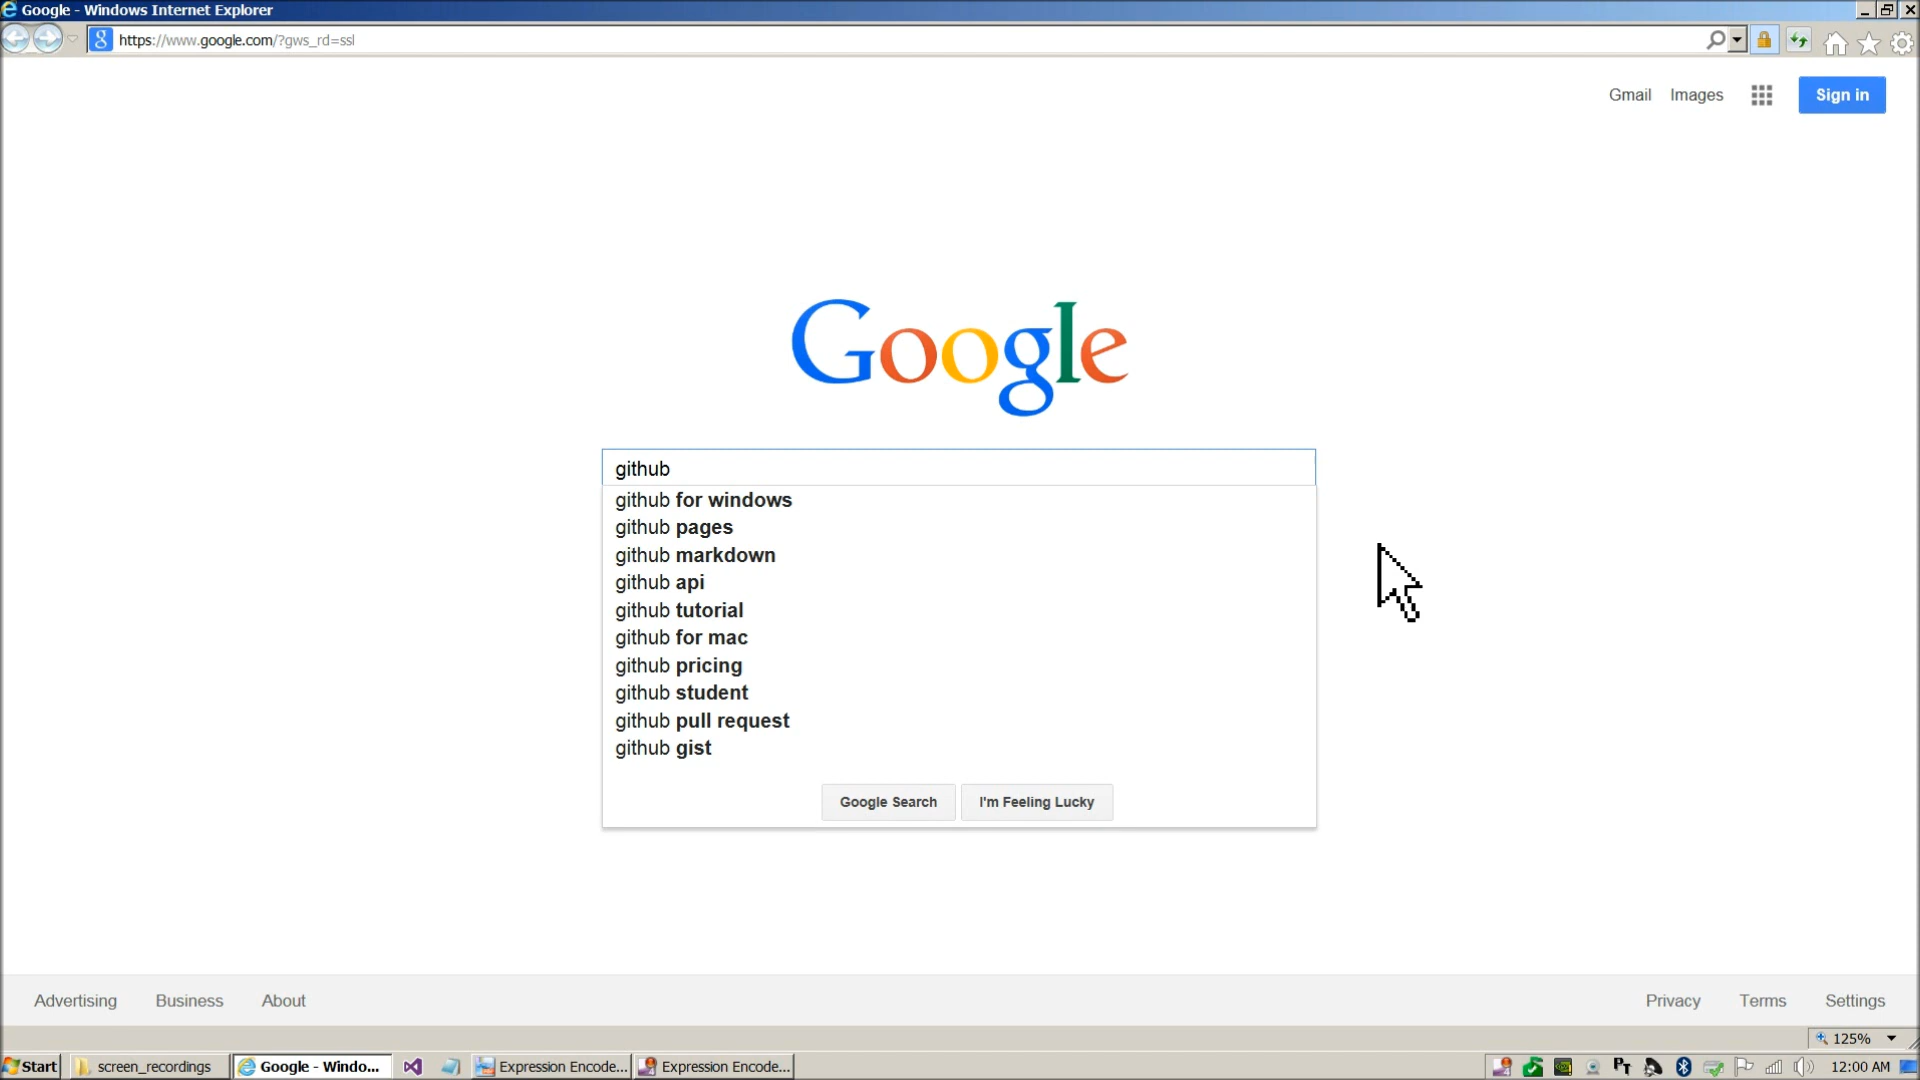 Google - Windows Internet Explorer
https://www.google.com/?gws_rd=ssl
Gmail Images Sign in
Google
github
github for windows
github pages
github markdown
github api
github tutorial
github for mac
github pricing
github student
github pull request
github gist
Google Search I'm Feeling Lucky
Advertising Business About Privacy Terms Settings
125%
Start screen_recordings Google - Windo... Expression Encode... Expression Encode... 12:00 AM